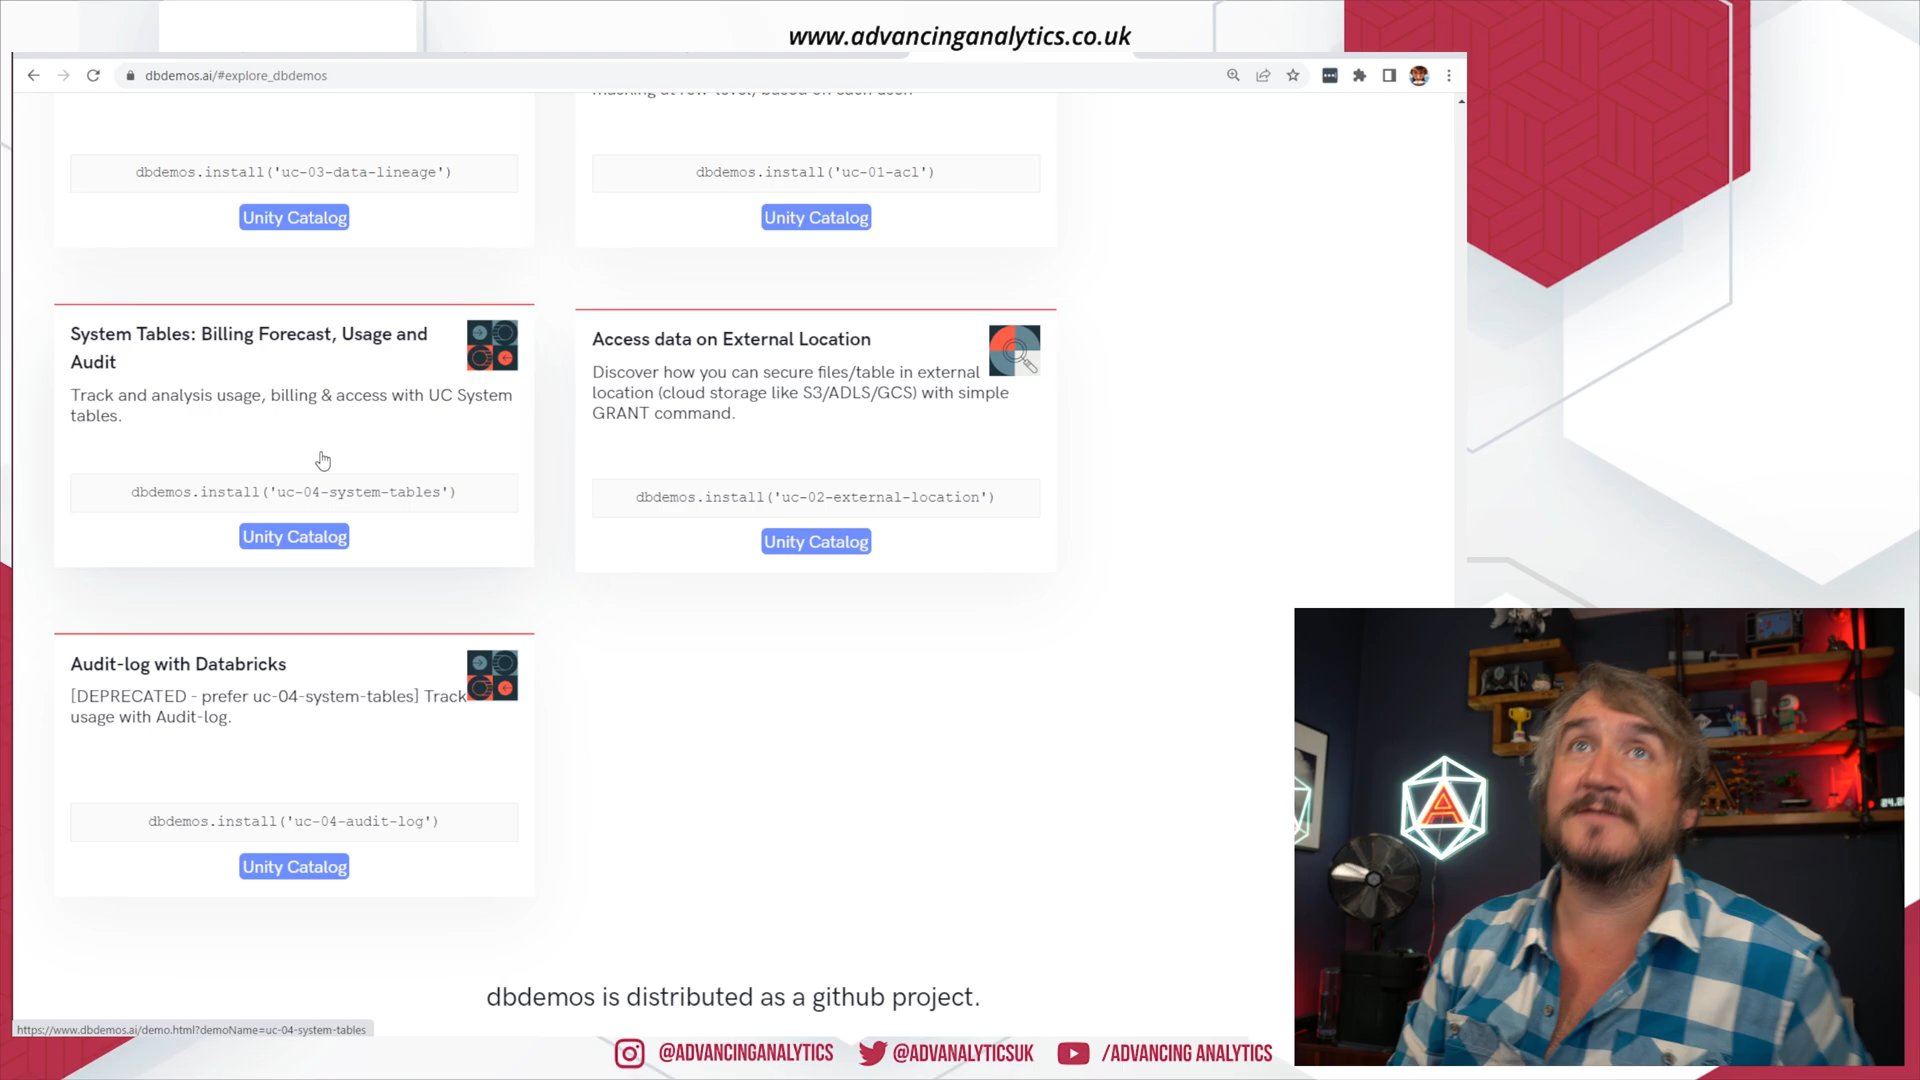 www.advancinganalytics.co.uk
dbdemos.ai/#explore_dbdemos
dbdemos.install('uc-03-data-lineage')
Unity Catalog
dbdemos.install('uc-01-acl')
Unity Catalog
System Tables: Billing Forecast, Usage and
Audit
Track and analysis usage, billing & access with UC System
tables.
dbdemos.install('uc-04-system-tables')
Unity Catalog
Access data on External Location
Discover how you can secure files/table in external
location (cloud storage like S3/ADLS/GCS) with simple
GRANT command.
dbdemos.install('uc-02-external-location')
Unity Catalog
Audit-log with Databricks
[DEPRECATED - prefer uc-04-system-tables] Track
usage with Audit-log.
dbdemos.install('uc-04-audit-log')
Unity Catalog
dbdemos is distributed as a github project.
https://www.dbdemos.ai/demo.html?demoName=uc-04-system-tables
@ADVANCINGANALYTICS
@ADVANALYTICSUK
/ADVANCING ANALYTICS
A